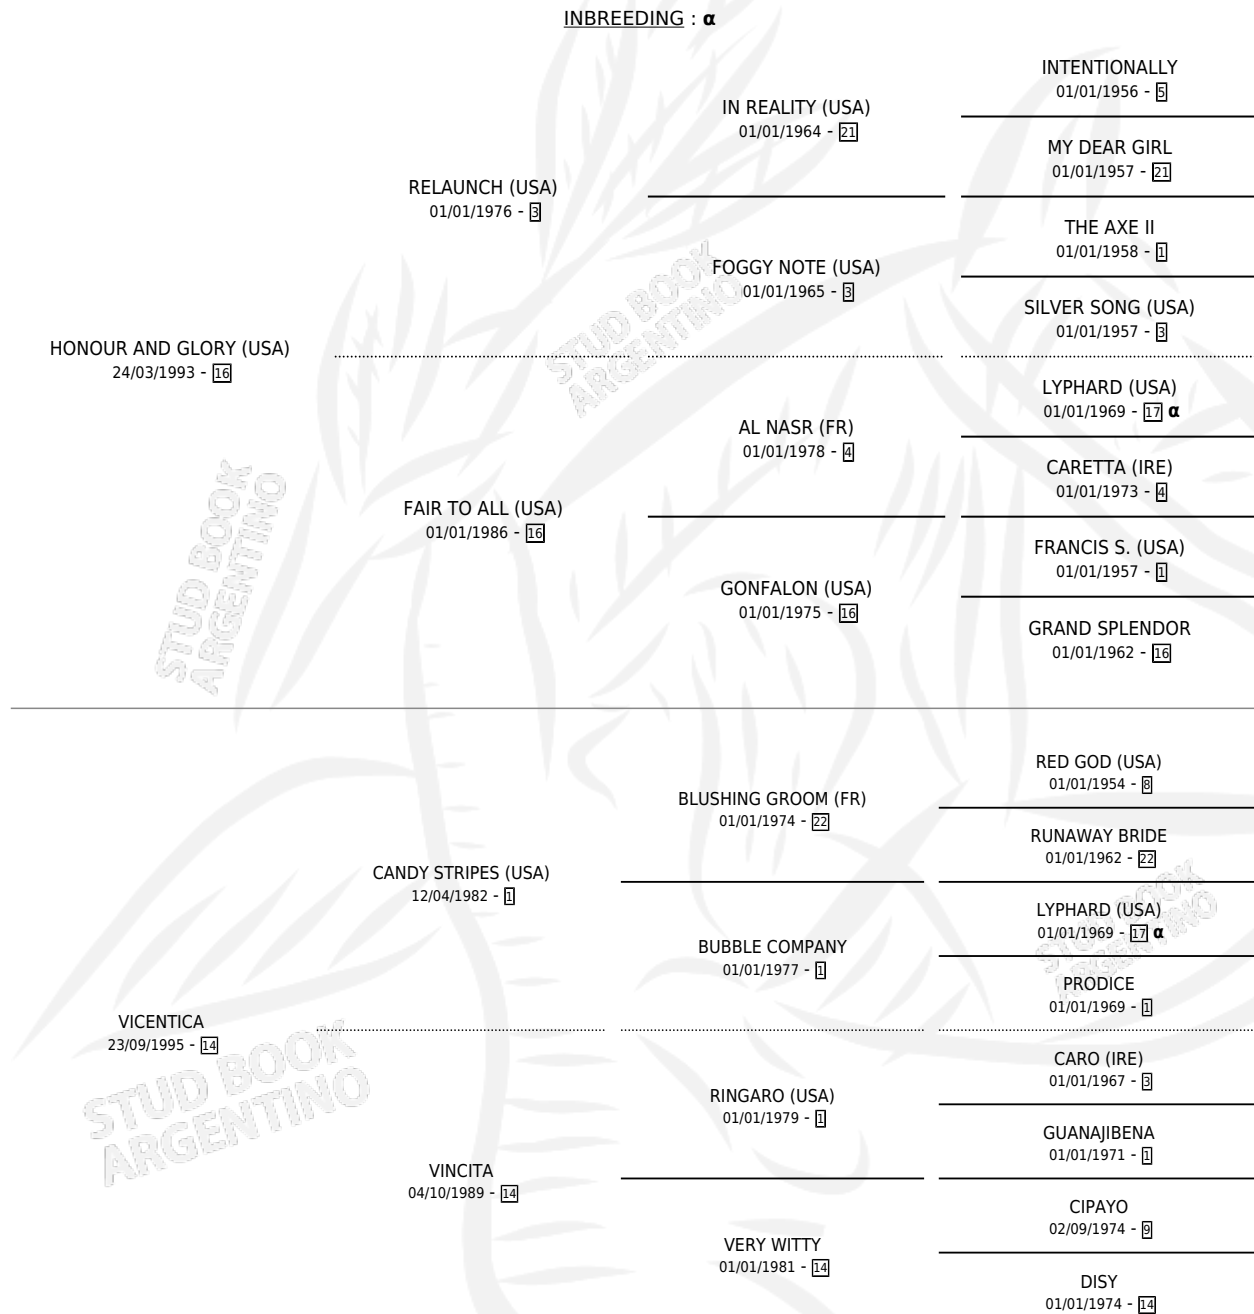 INBREEDING : α
INTENTIONALLY
01/01/1956 - 5
IN REALITY (USA)
01/01/1964 - 21
MY DEAR GIRL
01/01/1957 - 21
RELAUNCH (USA)
01/01/1976 - 3
THE AXE II
01/01/1958 - 1
FOGGY NOTE (USA)
01/01/1965 - 3
SILVER SONG (USA)
01/01/1957 - 3
HONOUR AND GLORY (USA)
24/03/1993 - 16
LYPHARD (USA)
01/01/1969 - 17 α
AL NASR (FR)
01/01/1978 - 4
CARETTA (IRE)
01/01/1973 - 4
FAIR TO ALL (USA)
01/01/1986 - 16
FRANCIS S. (USA)
01/01/1957 - 1
GONFALON (USA)
01/01/1975 - 16
GRAND SPLENDOR
01/01/1962 - 16
RED GOD (USA)
01/01/1954 - 8
BLUSHING GROOM (FR)
01/01/1974 - 22
RUNAWAY BRIDE
01/01/1962 - 22
CANDY STRIPES (USA)
12/04/1982 - 1
LYPHARD (USA)
01/01/1969 - 17 α
BUBBLE COMPANY
01/01/1977 - 1
PRODICE
01/01/1969 - 1
VICENTICA
23/09/1995 - 14
CARO (IRE)
01/01/1967 - 3
RINGARO (USA)
01/01/1979 - 1
GUANAJIBENA
01/01/1971 - 1
VINCITA
04/10/1989 - 14
CIPAYO
02/09/1974 - 9
VERY WITTY
01/01/1981 - 14
DISY
01/01/1974 - 14
STUD BOOK
ARGENTINO
STUD BOOK
ARGENTINO
STUD BOOK
ARGENTINO
STUD BOOK
ARGENTINO